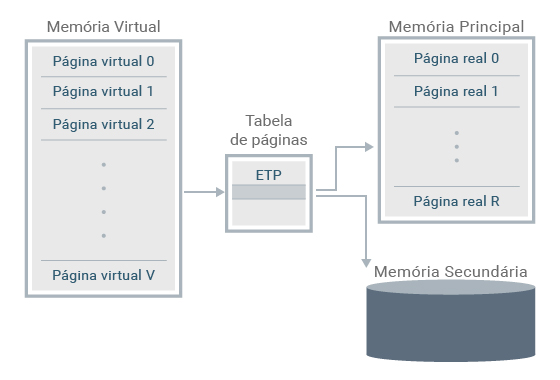 Memória Virtual
Página virtual 0
Página virtual 1
Página virtual 2
Página virtual V
Tabela
de páginas
ETP
Memória Principal
Página real 0
Página real 1
Página real R
Memória Secundária